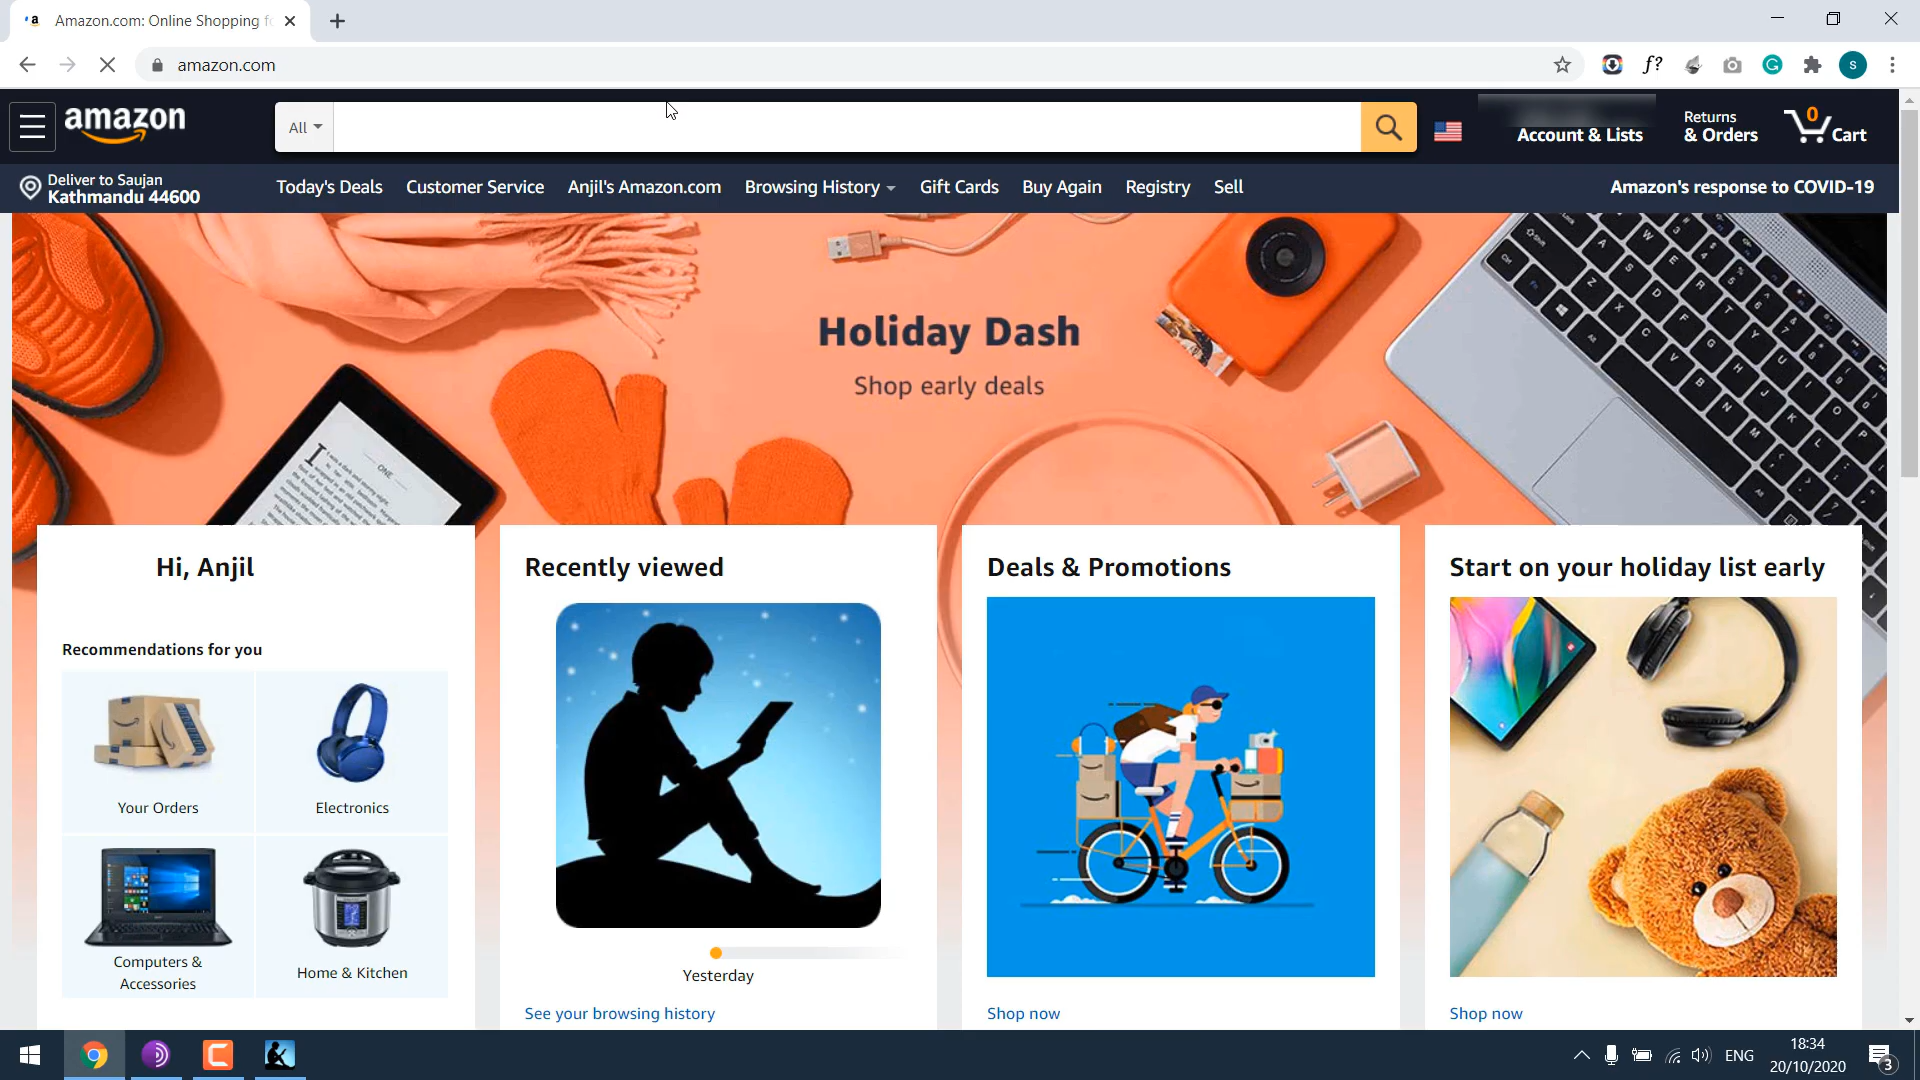 Amazon.com: Online Shopping fo
amazon.com
f?
S
amazon
All
Account & Lists
Returns
& Orders
0
Cart
Deliver to Saujan
Kathmandu 44600
Today's Deals
Customer Service
Anjil's Amazon.com
Browsing History
Gift Cards
Buy Again
Registry
Sell
Amazon's response to COVID-19
Holiday Dash
Shop early deals
Hi, Anjil
Recommendations for you
Your Orders
Electronics
Computers &
Accessories
Home & Kitchen
Recently viewed
Yesterday
See your browsing history
Deals & Promotions
Shop now
Start on your holiday list early
Shop now
ENG
18:34
20/10/2020
3